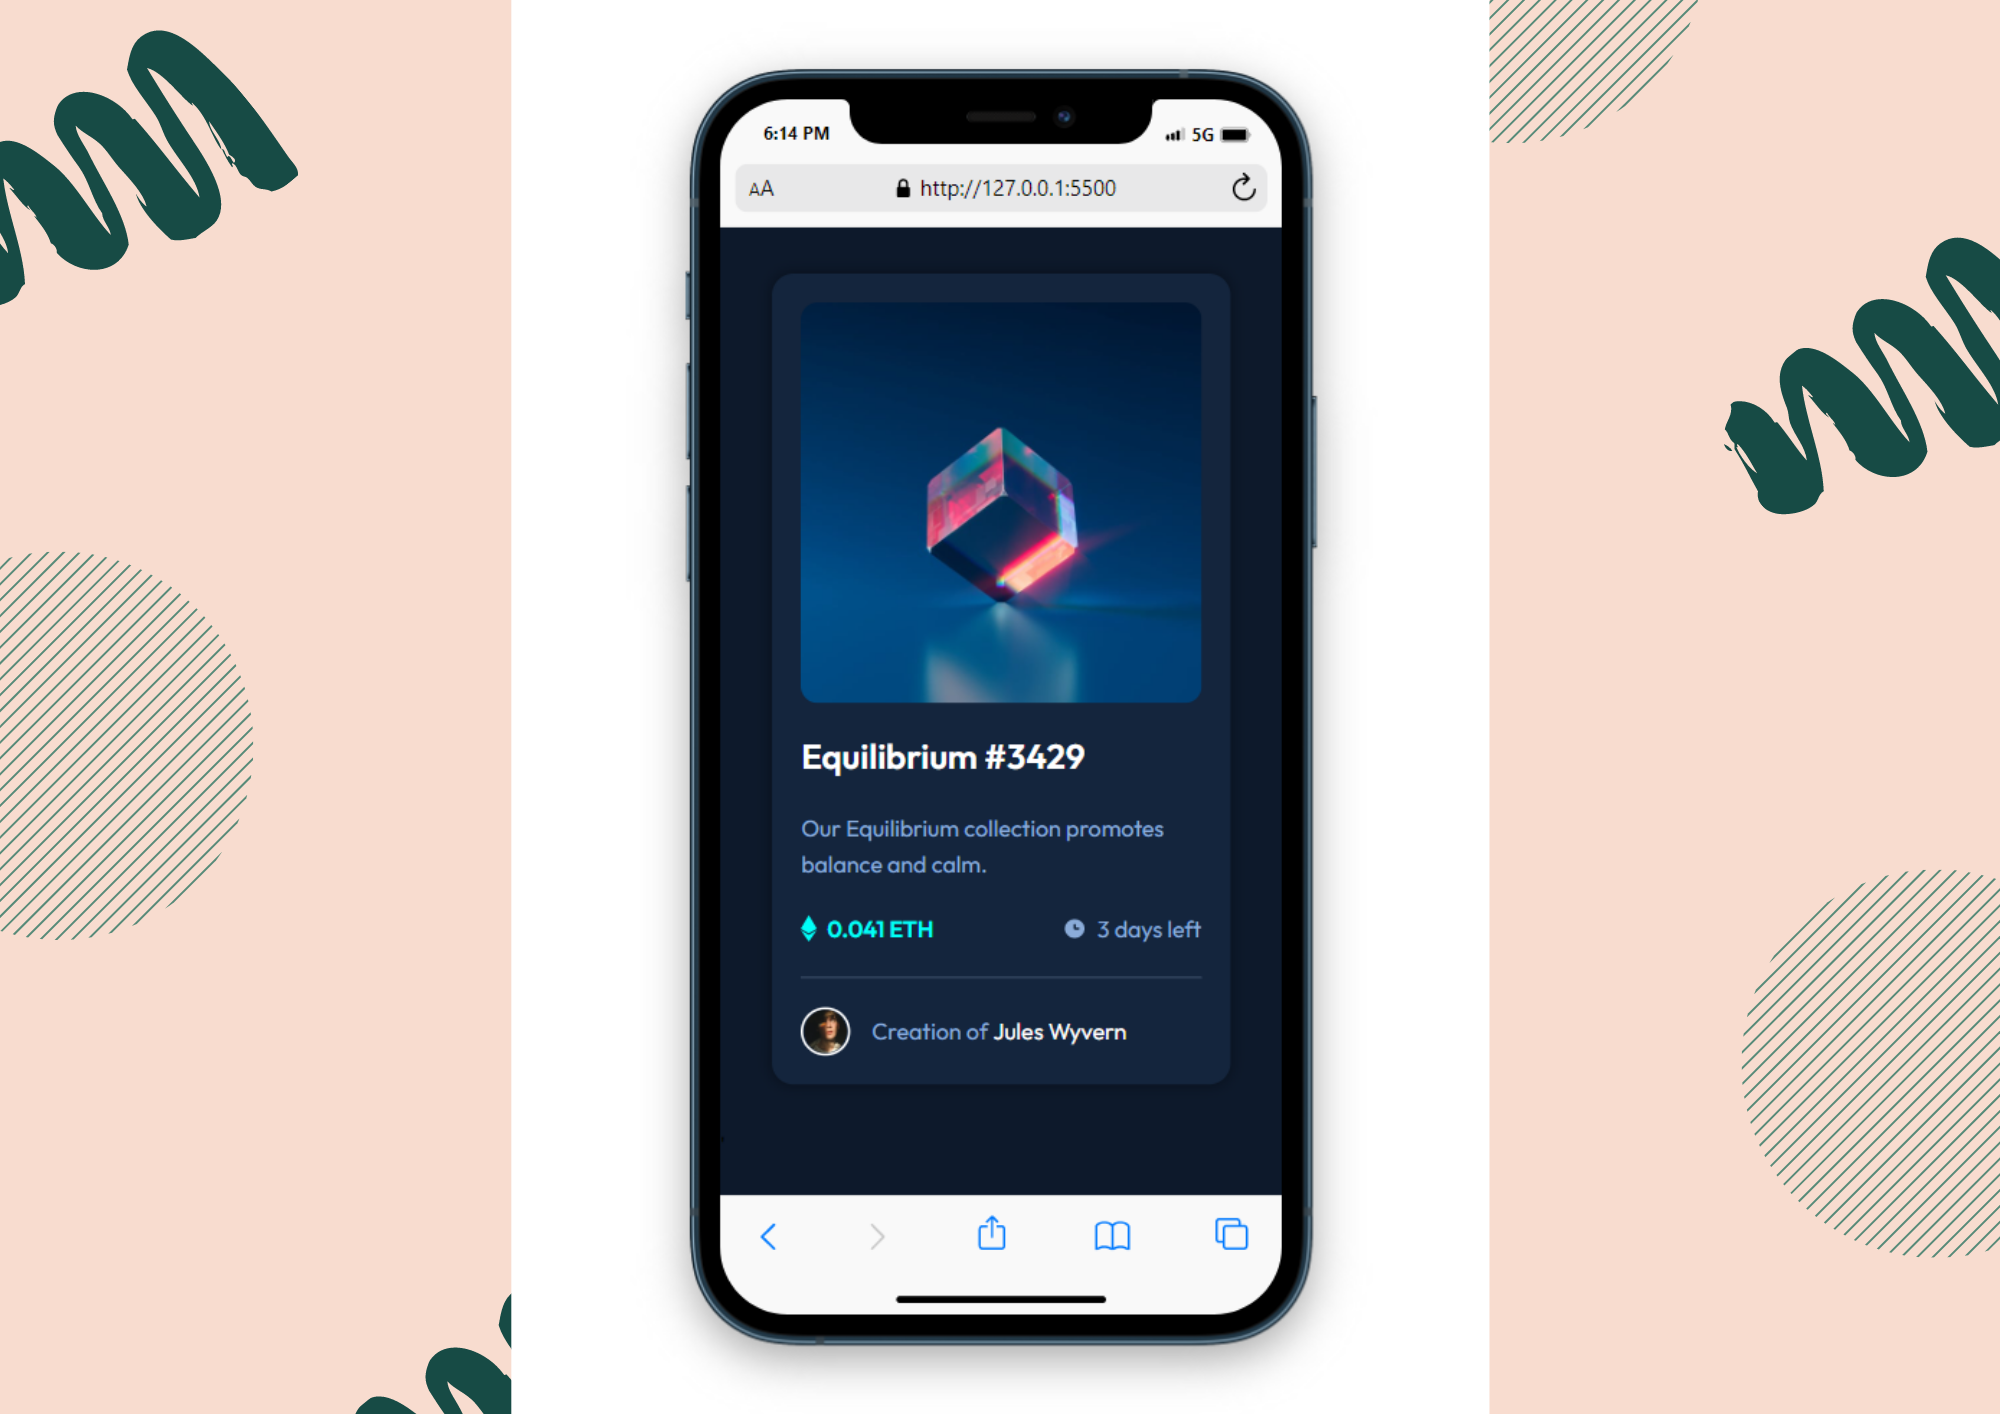 6:14 PM
5G
AA
http://127.0.0.1:5500
Equilibrium #3429
Our Equilibrium collection promotes
balance and calm.
0.041 ETH
3 days left
Creation of Jules Wyvern